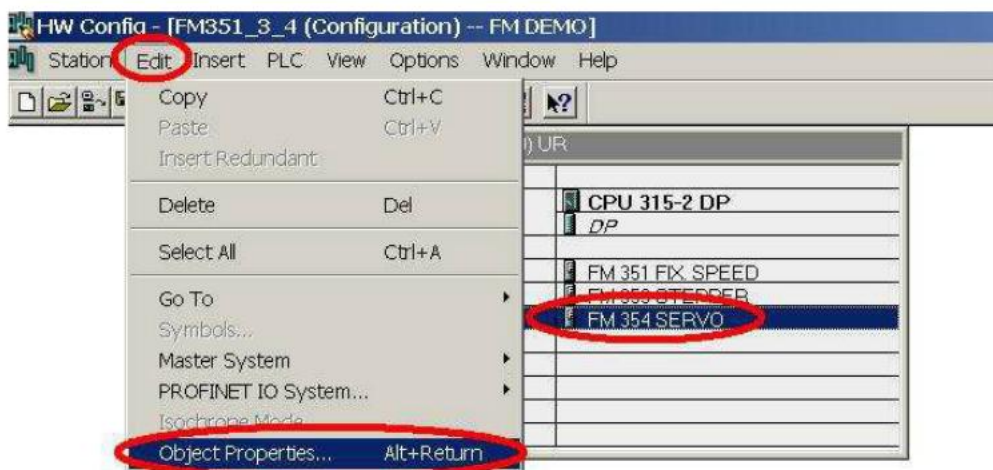 HW Config - [FM351_3_4 (Configuration) -- FM DEMO]
Station Edit Insert PLC View Options Window Help
Copy Ctrl+C
Paste Ctrl+V
Insert Redundant
) UR
Delete Del
CPU 315-2 DP
DP
Select All Ctrl+A
FM 351 FIX. SPEED
Go To
FM 353 STEPPER
Symbols...
FM 354 SERVO
Master System
PROFINET IO System...
Isochrone Mode
Object Properties... Alt+Return